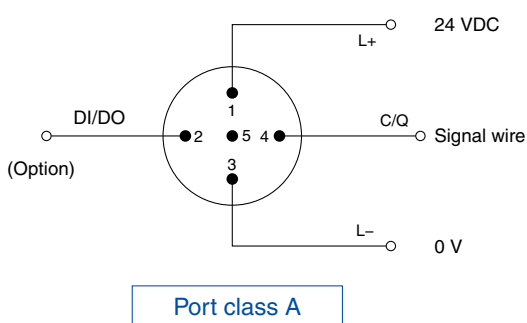 24 VDC
L+
DI/DO
1
C/Q
2
5
4
Signal wire
(Option)
3
L–
0 V
Port class A